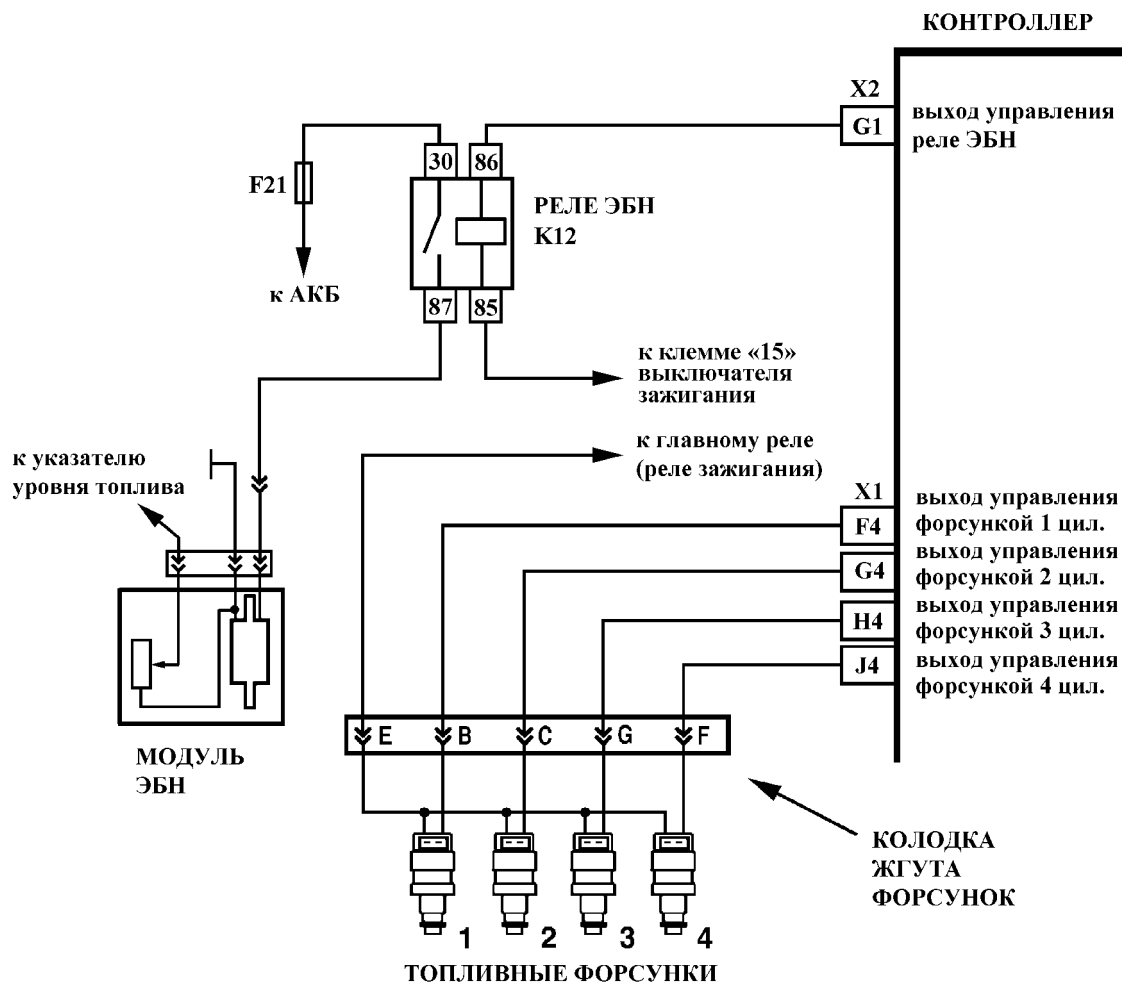 КОНТРОЛЛЕР
X2
G1
выход управления
реле ЭБН
30
86
F21
РЕЛЕ ЭБН
K12
к АКБ
87
85
к клемме «15»
выключателя
зажигания
к главному реле
(реле зажигания)
к указателю
уровня топлива
X1
F4
выход управления
форсункой 1 цил.
G4
выход управления
форсункой 2 цил.
H4
выход управления
форсункой 3 цил.
J4
выход управления
форсункой 4 цил.
E
B
C
G
F
МОДУЛЬ
ЭБН
КОЛОДКА
ЖГУТА
ФОРСУНОК
1
2
3
4
ТОПЛИВНЫЕ ФОРСУНКИ